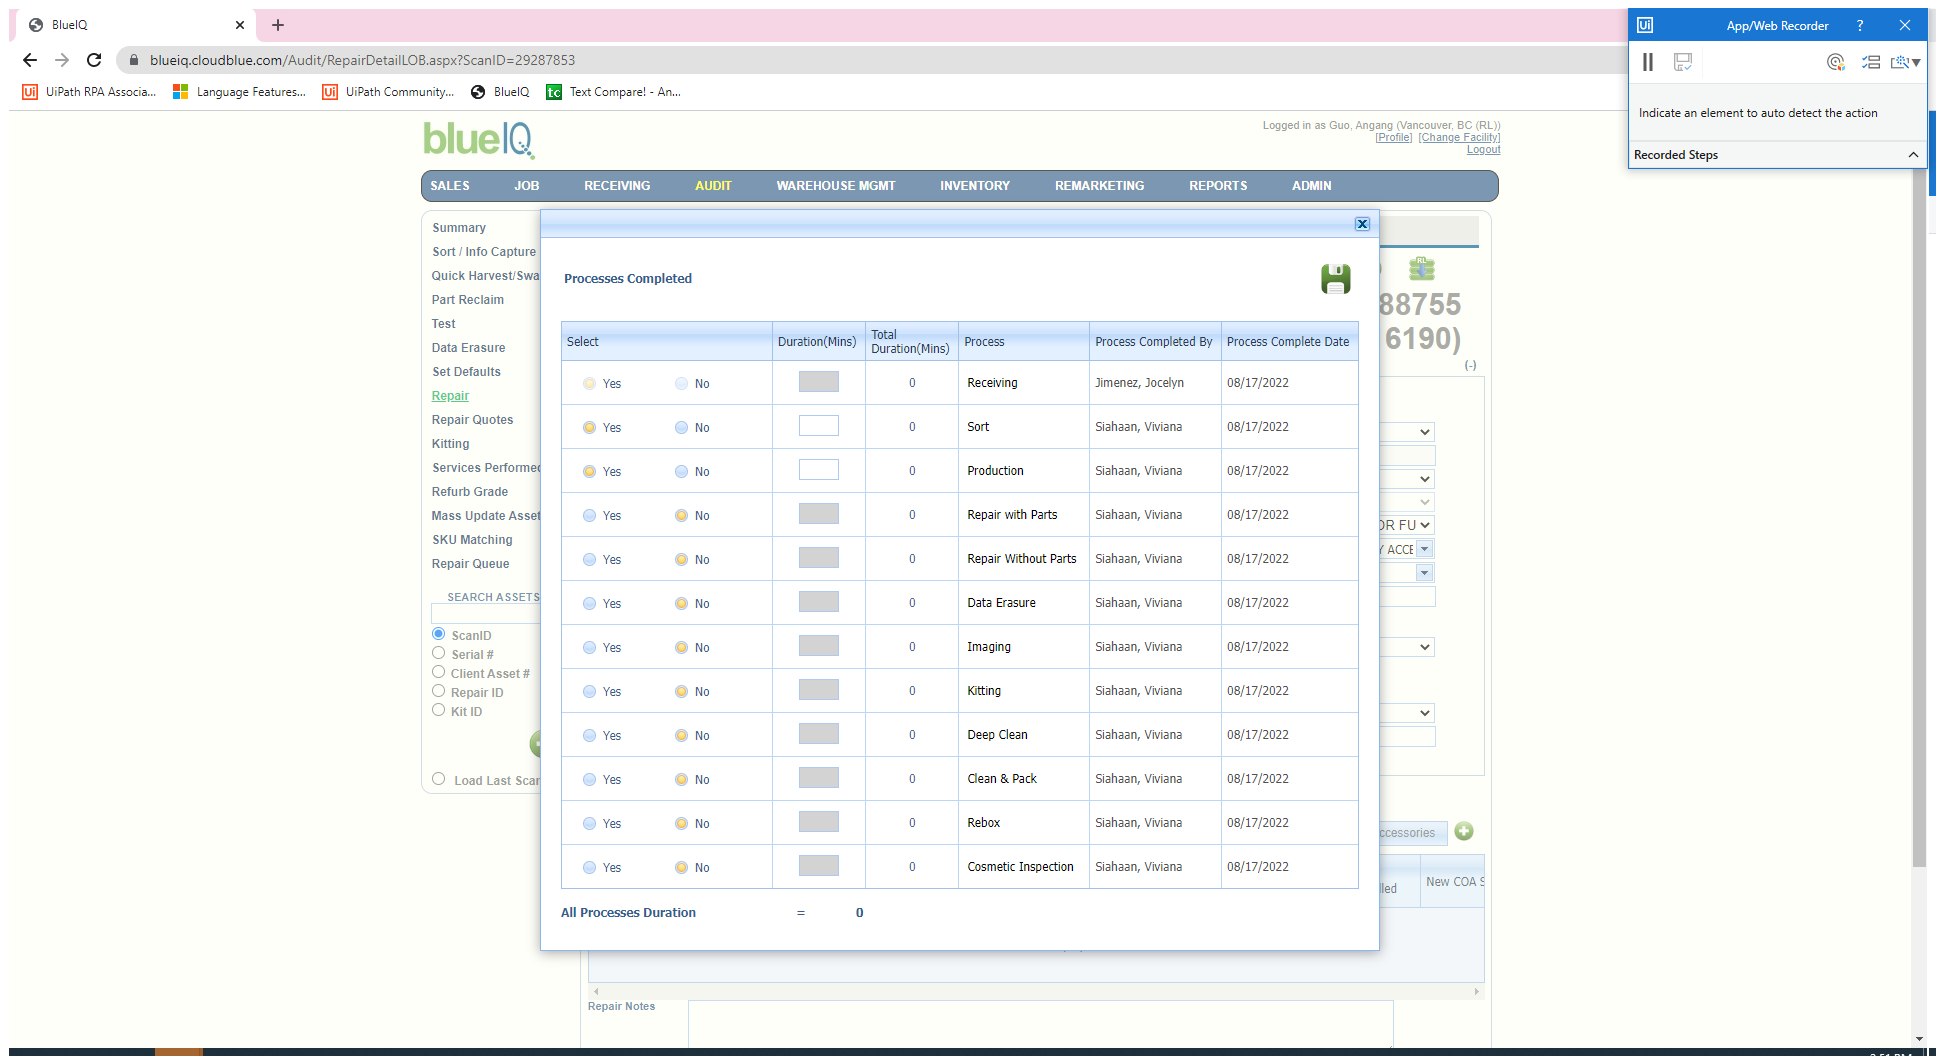 BlueIQ
App/Web Recorder ?
blueiq.cloudblue.com/Audit/RepairDetailLOB.aspx?ScanID=29287853
UiPath RPA Associa... Language Features... UiPath Community... BlueIQ Text Compare! - An...
Indicate an element to auto detect the action
Recorded Steps
blueIQ
Logged in as Guo, Angang (Vancouver, BC (RL))
[Profile] [Change Facility]
Logout
SALES JOB RECEIVING AUDIT WAREHOUSE MGMT INVENTORY REMARKETING REPORTS ADMIN
Summary
Sort / Info Capture
Quick Harvest/Swa
Part Reclaim
Test
Data Erasure
Set Defaults
Repair
Repair Quotes
Kitting
Services Performed
Refurb Grade
Mass Update Asset
SKU Matching
Repair Queue
SEARCH ASSETS
ScanID
Serial #
Client Asset #
Repair ID
Kit ID
Load Last Scan
Processes Completed
Select Duration(Mins) Total Duration(Mins) Process Process Completed By Process Complete Date
Yes No 0 Receiving Jimenez, Jocelyn 08/17/2022
Yes No 0 Sort Siahaan, Viviana 08/17/2022
Yes No 0 Production Siahaan, Viviana 08/17/2022
Yes No 0 Repair with Parts Siahaan, Viviana 08/17/2022
Yes No 0 Repair Without Parts Siahaan, Viviana 08/17/2022
Yes No 0 Data Erasure Siahaan, Viviana 08/17/2022
Yes No 0 Imaging Siahaan, Viviana 08/17/2022
Yes No 0 Kitting Siahaan, Viviana 08/17/2022
Yes No 0 Deep Clean Siahaan, Viviana 08/17/2022
Yes No 0 Clean & Pack Siahaan, Viviana 08/17/2022
Yes No 0 Rebox Siahaan, Viviana 08/17/2022
Yes No 0 Cosmetic Inspection Siahaan, Viviana 08/17/2022
All Processes Duration = 0
RL
88755
6190)
(-)
OR FU
Y ACCE
ccessories
lled New COA S
Repair Notes